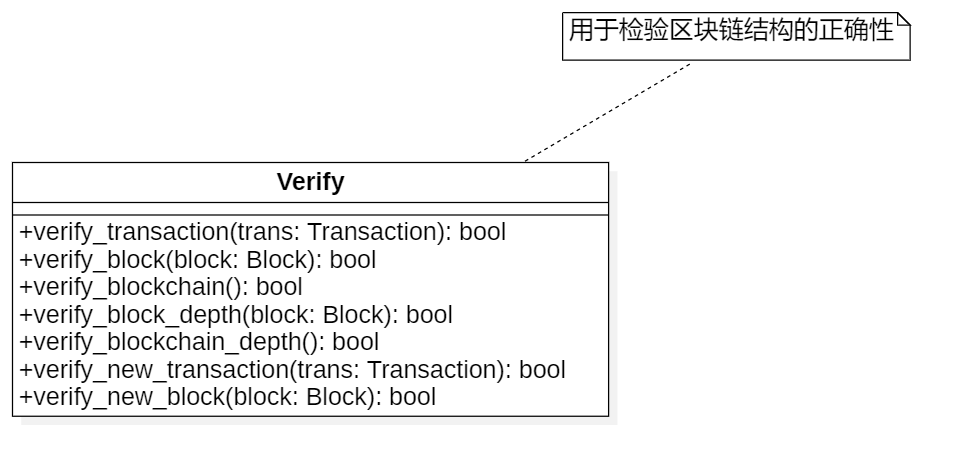 用于检验区块链结构的正确性
Verify
+verify_transaction(trans: Transaction): bool
+verify_block(block: Block): bool
+verify_blockchain(): bool
+verify_block_depth(block: Block): bool
+verify_blockchain_depth(): bool
+verify_new_transaction(trans: Transaction): bool
+verify_new_block(block: Block): bool